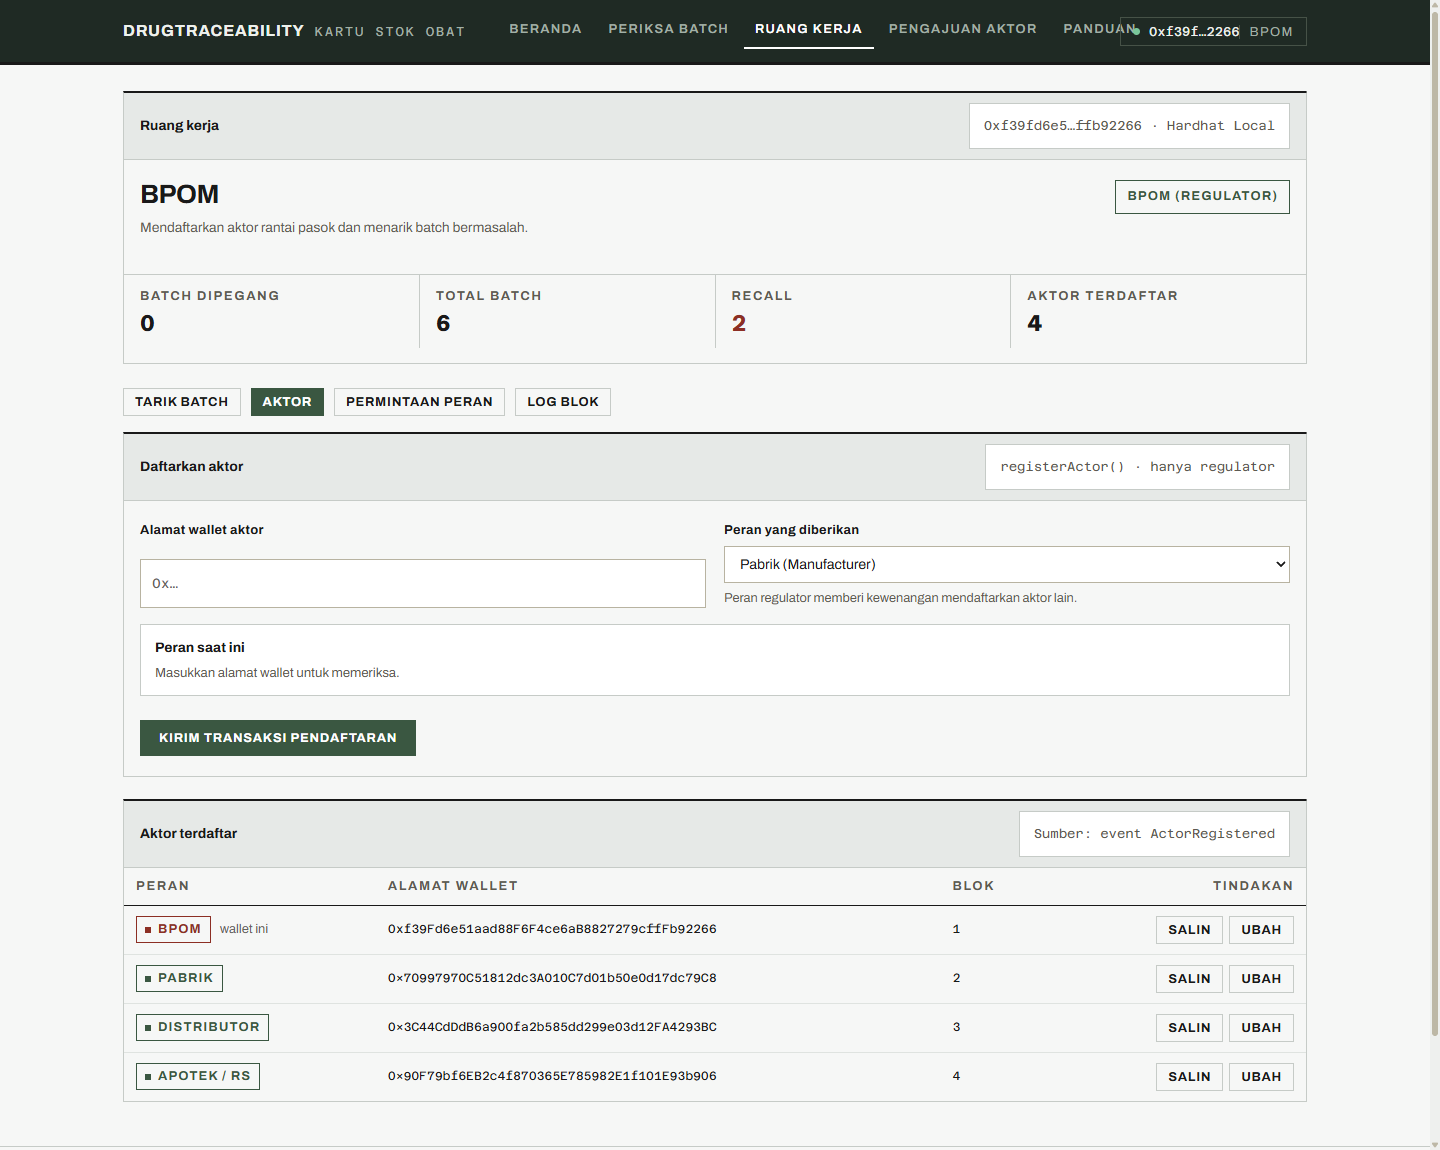 DRUGTRACEABILITY KARTU STOK OBAT BERANDA PERIKSA BATCH RUANG KERJA PENGAJUAN AKTOR PANDUAN 0xf39f…2266 BPOM
Ruang kerja 0xf39fd6e5…ffb92266 · Hardhat Local
BPOM BPOM (REGULATOR)
Mendaftarkan aktor rantai pasok dan menarik batch bermasalah.
BATCH DIPEGANG TOTAL BATCH RECALL AKTOR TERDAFTAR
0 6 2 4
TARIK BATCH AKTOR PERMINTAAN PERAN LOG BLOK
Daftarkan aktor registerActor() · hanya regulator
Alamat wallet aktor Peran yang diberikan
0x… Pabrik (Manufacturer)
Peran regulator memberi kewenangan mendaftarkan aktor lain.
Peran saat ini
Masukkan alamat wallet untuk memeriksa.
KIRIM TRANSAKSI PENDAFTARAN
Aktor terdaftar Sumber: event ActorRegistered
PERAN ALAMAT WALLET BLOK TINDAKAN
BPOM wallet ini 0xf39Fd6e51aad88F6F4ce6aB8827279cffFb92266 1 SALIN UBAH
PABRIK 0x70997970C51812dc3A010C7d01b50e0d17dc79C8 2 SALIN UBAH
DISTRIBUTOR 0x3C44CdDdB6a900fa2b585dd299e03d12FA4293BC 3 SALIN UBAH
APOTEK / RS 0x90F79bf6EB2c4f870365E785982E1f101E93b906 4 SALIN UBAH